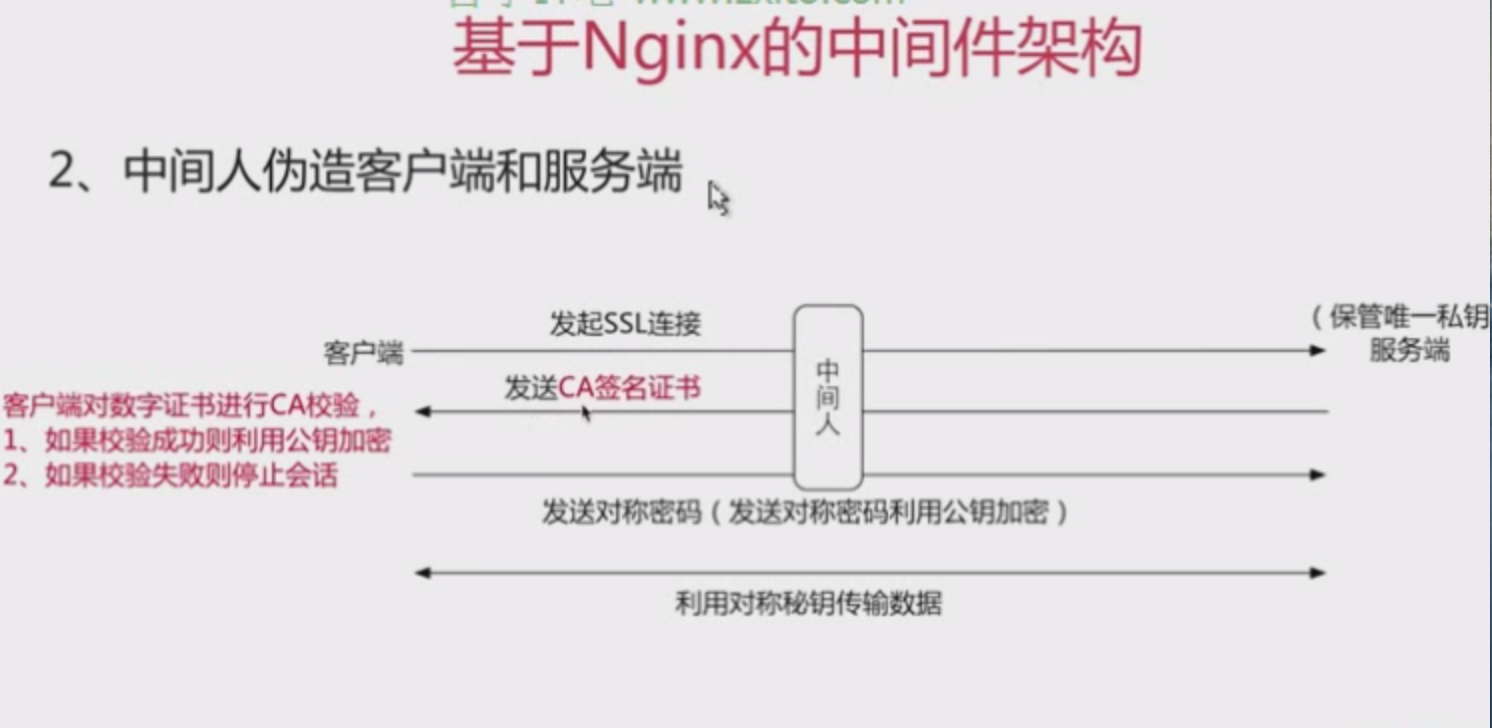 基于Nginx的中间件架构
2、中间人伪造客户端和服务端
(保管唯一私钥
发起SSL连接
客户端
服务端
中间人
发送CA签名证书
客户端对数字证书进行CA校验，
1、如果校验成功则利用公钥加密
2、如果校验失败则停止会话
发送对称密码（发送对称密码利用公钥加密）
利用对称秘钥传输数据